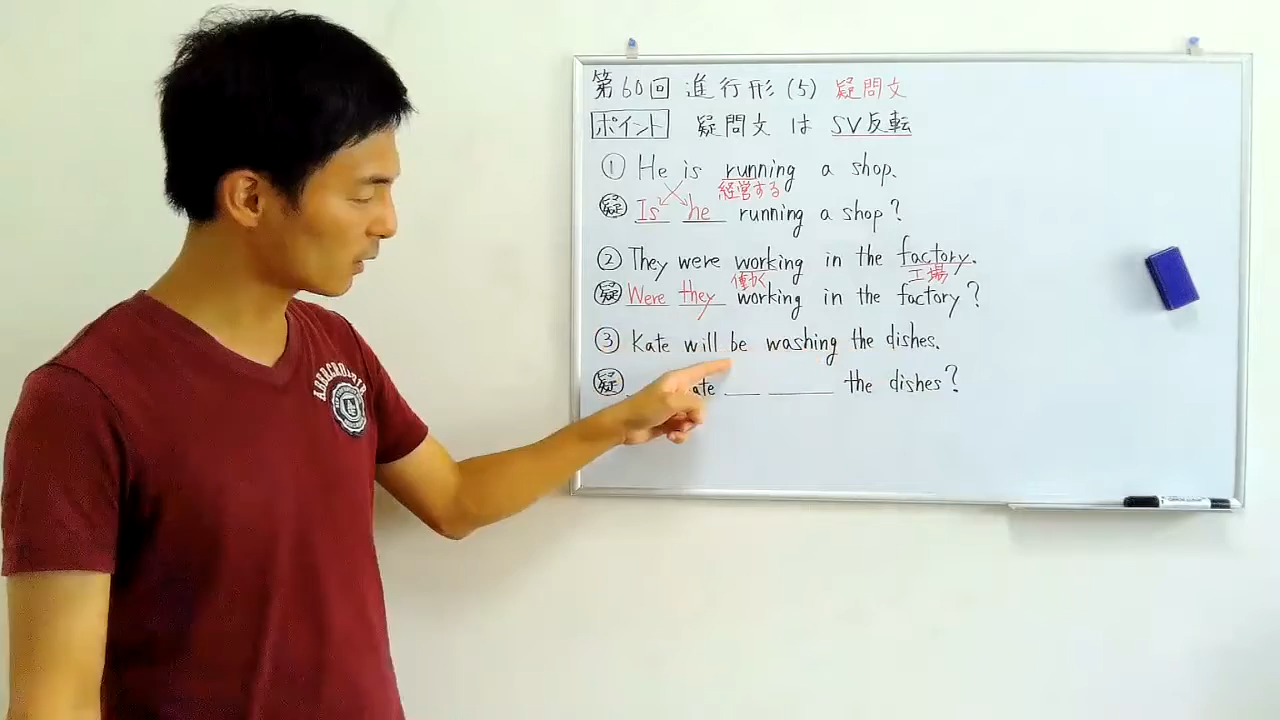 第60回 進行形(5) 疑問文
ポイント 疑問文 は SV反転
① He is running a shop.
経営する
疑 Is he running a shop?
② They were working in the factory.
働く 工場
疑 Were they working in the factory?
③ Kate will be washing the dishes.
疑 the dishes?